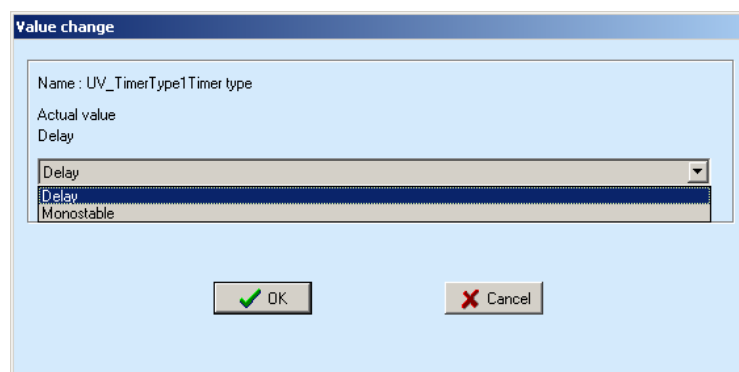 Value change
Name : UV_TimerType1Timer type
Actual value
Delay
Delay
Delay
Monostable
OK
Cancel